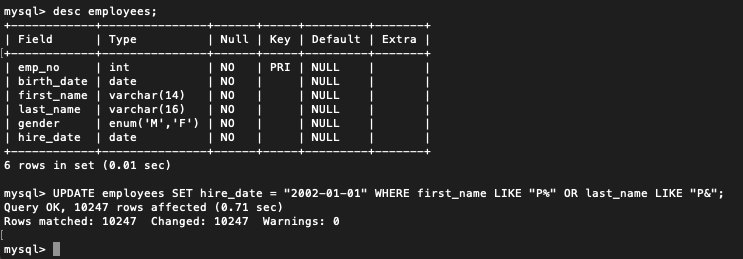 mysql> desc employees;
+------------+---------------+------+-----+---------+-------+
| Field      | Type          | Null | Key | Default | Extra |
+------------+---------------+------+-----+---------+-------+
| emp_no     | int           | NO   | PRI | NULL    |       |
| birth_date | date          | NO   |     | NULL    |       |
| first_name | varchar(14)   | NO   |     | NULL    |       |
| last_name  | varchar(16)   | NO   |     | NULL    |       |
| gender     | enum('M','F') | NO   |     | NULL    |       |
| hire_date  | date          | NO   |     | NULL    |       |
+------------+---------------+------+-----+---------+-------+
6 rows in set (0.01 sec)
mysql> UPDATE employees SET hire_date = "2002-01-01" WHERE first_name LIKE "P%" OR last_name LIKE "P&";
Query OK, 10247 rows affected (0.71 sec)
Rows matched: 10247  Changed: 10247  Warnings: 0
mysql>